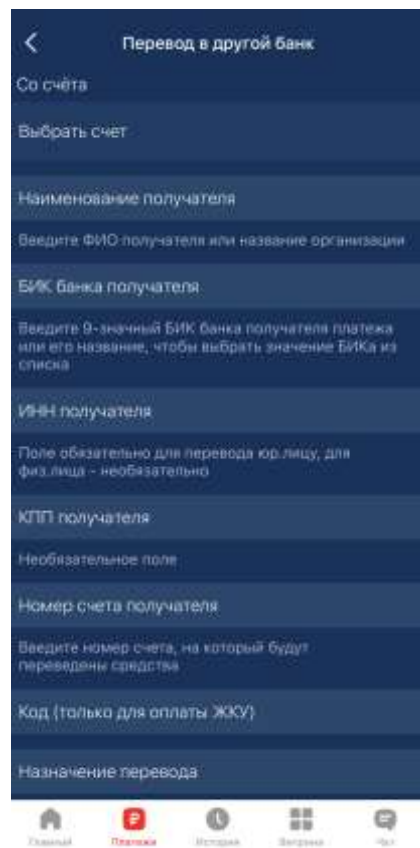 Перевод в другой банк
Со счёта
Выбрать счет
Наименование получателя
Введите ФИО получателя или название организации
БИК банка получателя
Введите 9-значный БИК банка получателя платежа
или его название, чтобы выбрать значение БИКа из
списка
ИНН получателя
Поле обязательно для перевода юр.лицу, для
физ.лица - необязательно
КПП получателя
Необязательное поле
Номер счета получателя
Введите номер счета, на который будут
переведены средства
Код (только для оплаты ЖКУ)
Назначение перевода
Главный Платежи История Витрина Чат